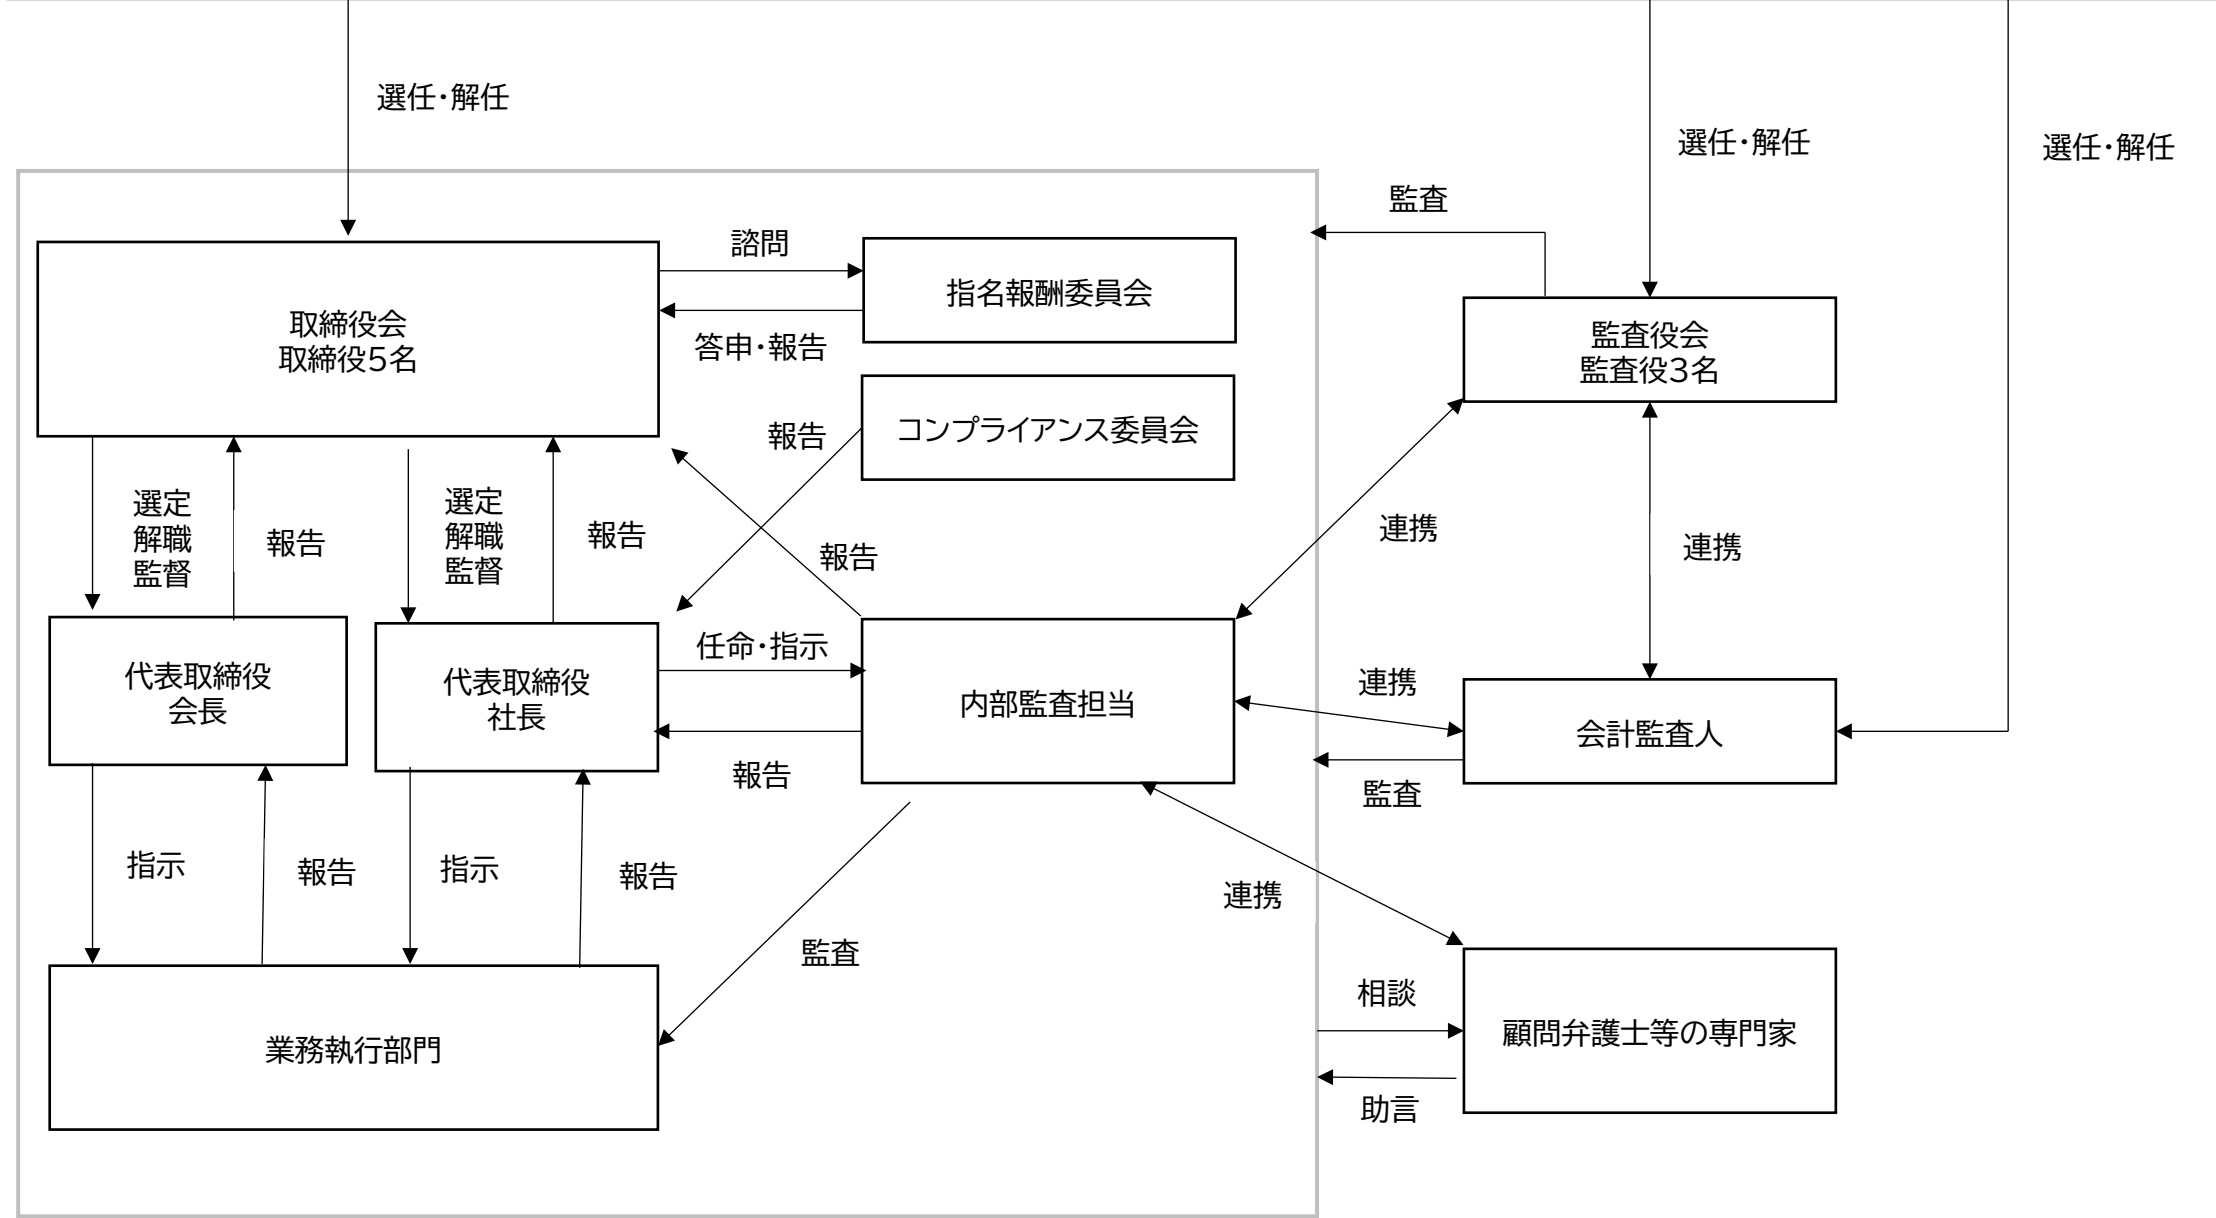 選任・解任
選任・解任
選任・解任
監査
諮問
指名報酬委員会
取締役会
取締役5名
答申・報告
監査役会
監査役3名
コンプライアンス委員会
報告
選定
解職
監督
報告
選定
解職
監督
報告
報告
連携
連携
任命・指示
代表取締役
会長
代表取締役
社長
内部監査担当
連携
会計監査人
報告
監査
指示
報告
指示
報告
連携
監査
相談
顧問弁護士等の専門家
業務執行部門
助言